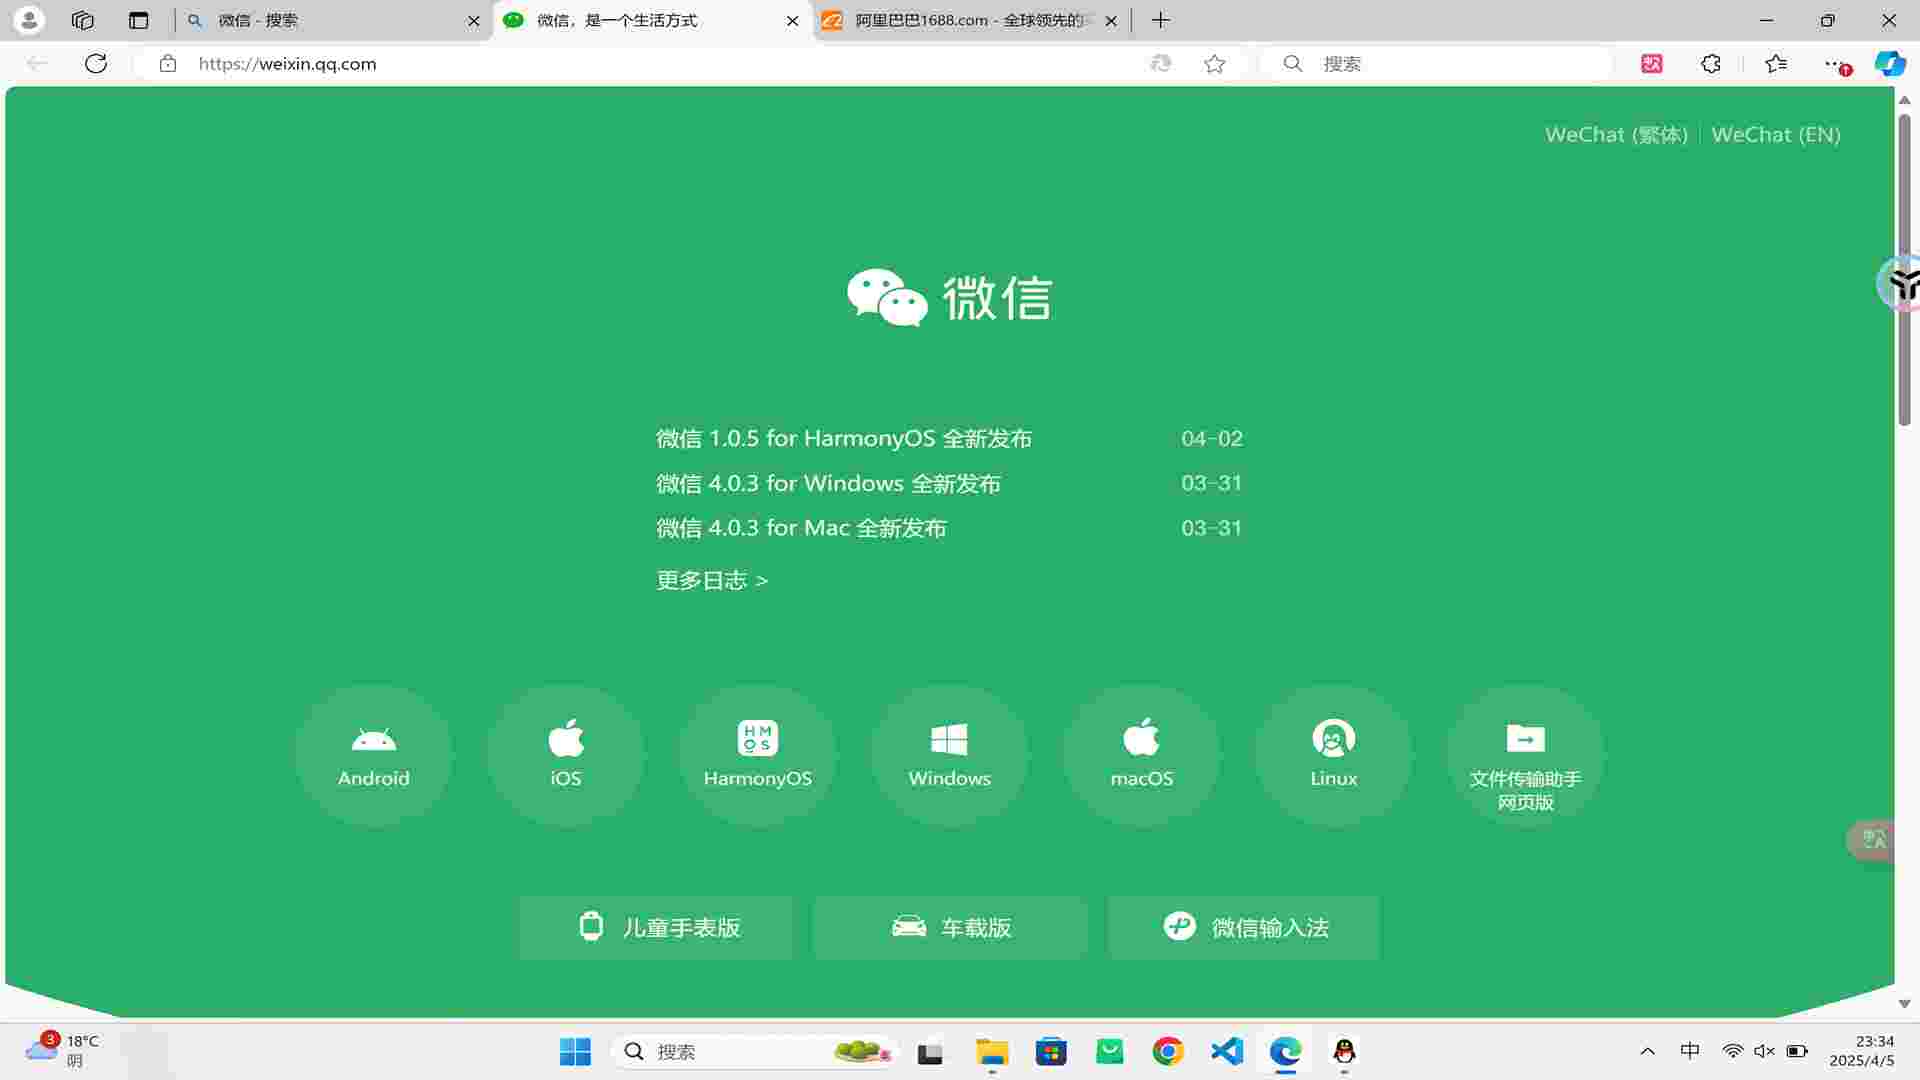 微信 - 搜索
微信，是一个生活方式
阿里巴巴1688.com - 全球领先的
https://weixin.qq.com
搜索
WeChat (繁体)
WeChat (EN)
微信
微信 1.0.5 for HarmonyOS 全新发布 04-02
微信 4.0.3 for Windows 全新发布 03-31
微信 4.0.3 for Mac 全新发布 03-31
更多日志 >
Android
iOS
HM
OS
HarmonyOS
Windows
macOS
Linux
文件传输助手
网页版
儿童手表版
车载版
微信输入法
3
18°C
阴
搜索
中
23:34
2025/4/5